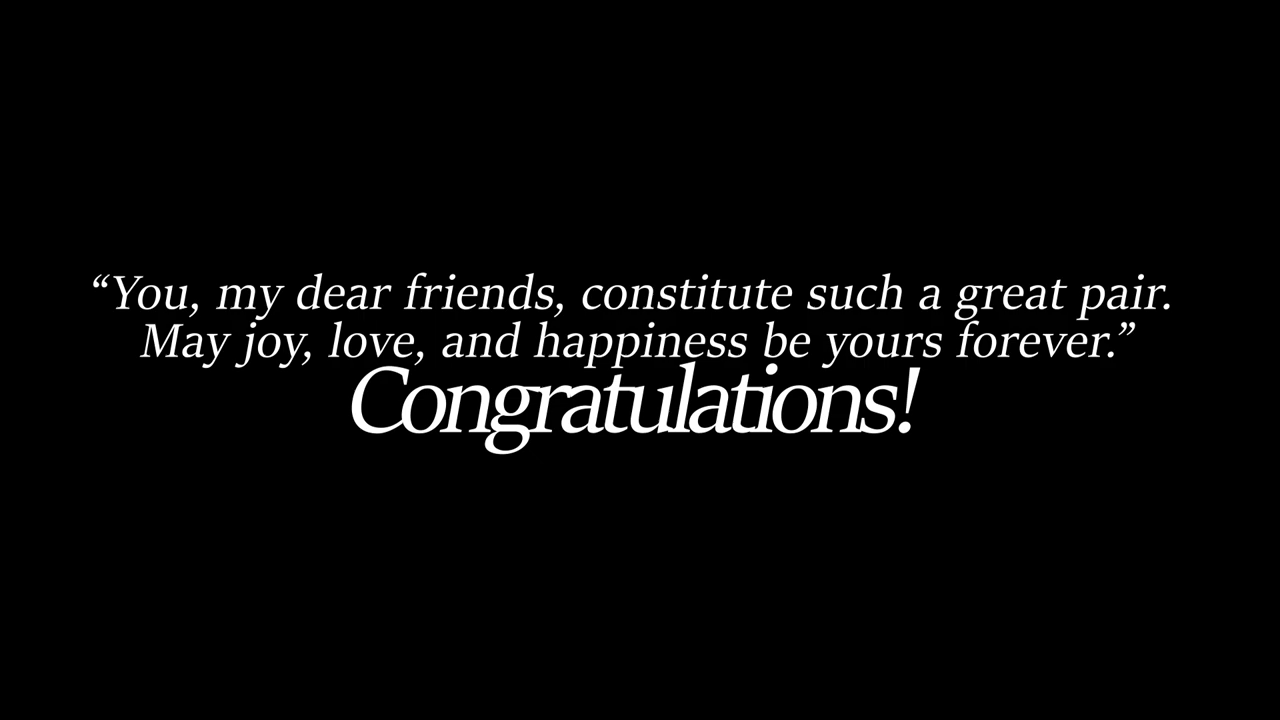 “You, my dear friends, constitute such a great pair.
May joy, love, and happiness be yours forever.”
Congratulations!